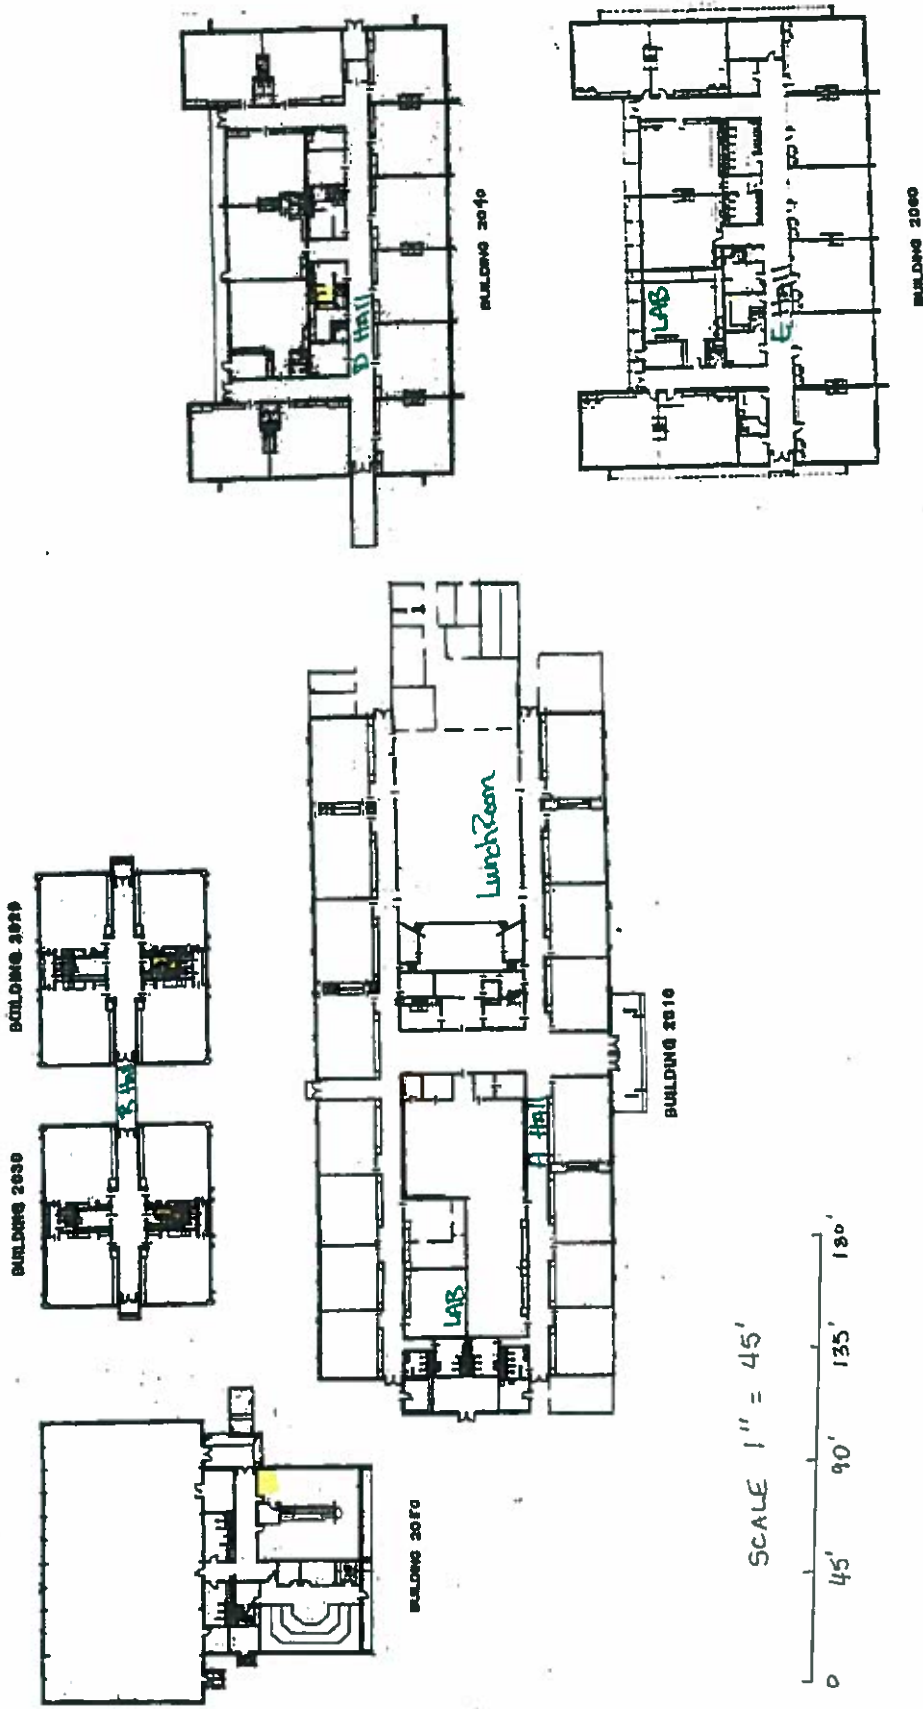 BUILDING 2040
D Hall
BUILDING 2060
LAB
E Hall
BUILDING 2020
BUILDING 2030
B Hall
LunchRoom
A Hall
LAB
BUILDING 2010
BUILDING 2050
SCALE 1" = 45'
0 45' 90' 135' 180'